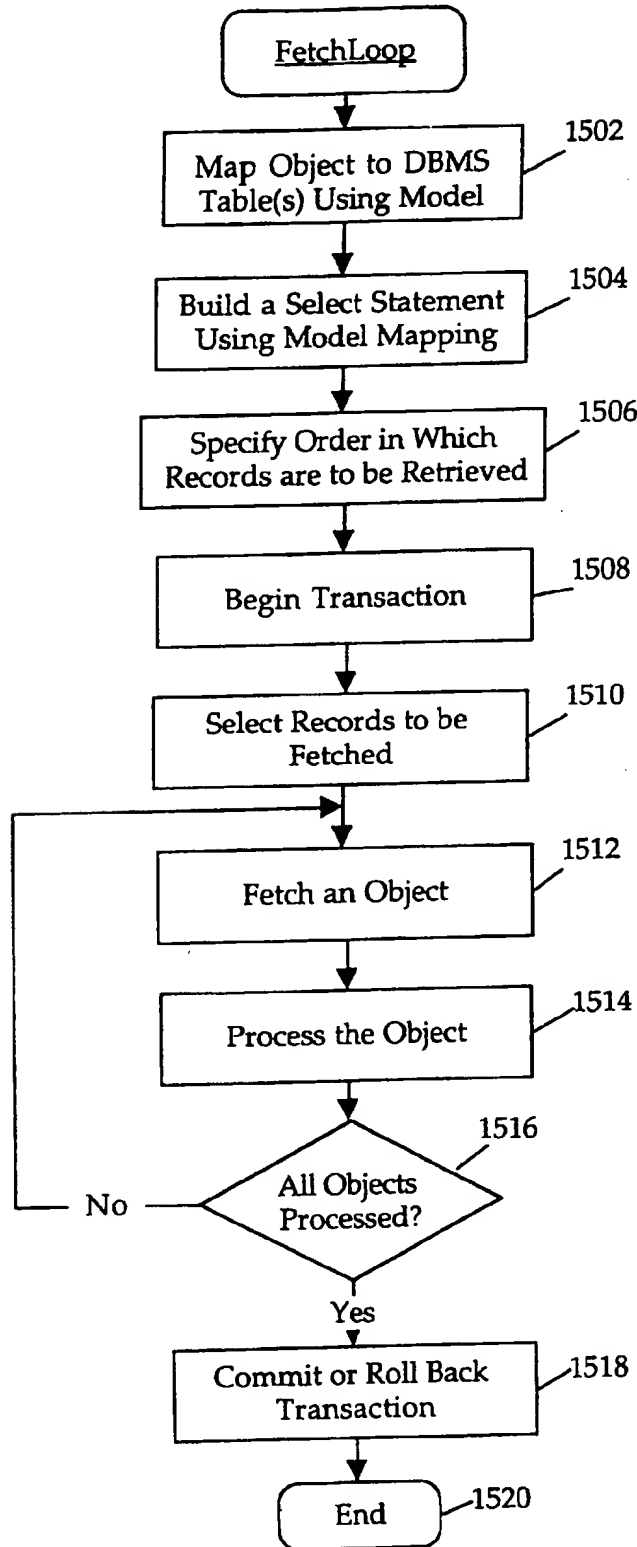 FetchLoop
1502
Map Object to DBMS
Table(s) Using Model
1504
Build a Select Statement
Using Model Mapping
1506
Specify Order in Which
Records are to be Retrieved
1508
Begin Transaction
1510
Select Records to be
Fetched
1512
Fetch an Object
1514
Process the Object
1516
All Objects
Processed?
No
Yes
1518
Commit or Roll Back
Transaction
End
1520